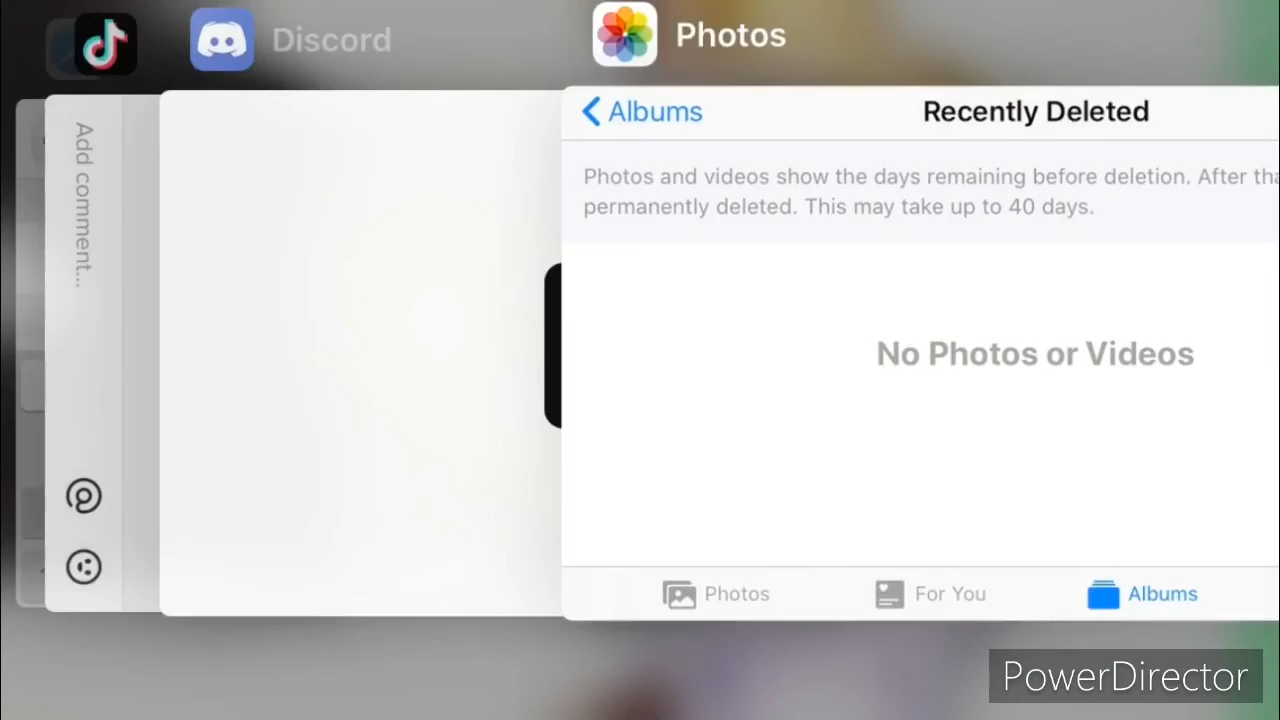 Discord
Photos
Albums
Recently Deleted
Photos and videos show the days remaining before deletion. After
permanently deleted. This may take up to 40 days.
Add comment...
No Photos or Videos
Photos
For You
Albums
PowerDirector